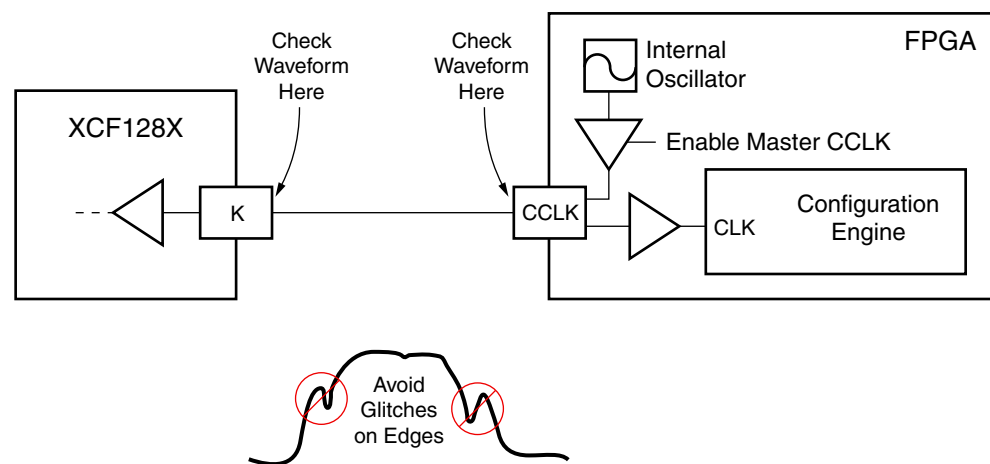 Check
Waveform
Here
Check
Waveform
Here
FPGA
Internal
Oscillator
XCF128X
Enable Master CCLK
K
CCLK
CLK
Configuration
Engine
Avoid
Glitches
on Edges